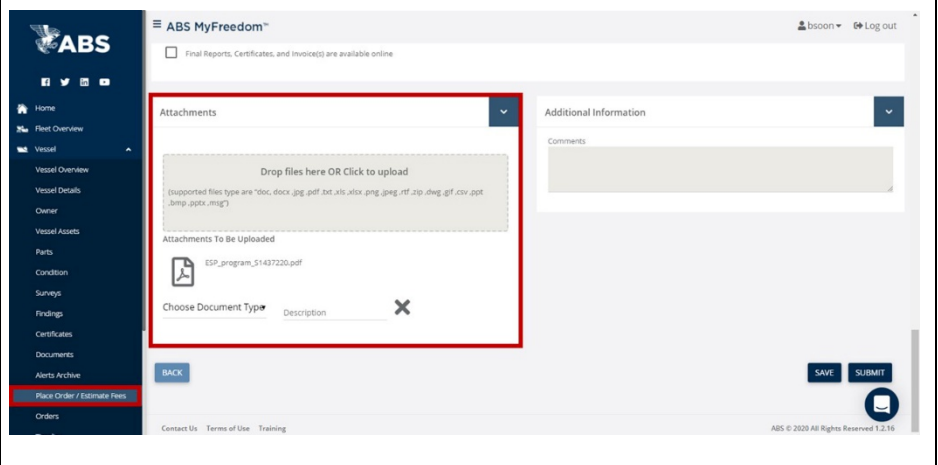 ABS
Home
Fleet Overview
Vessel
Vessel Overview
Vessel Details
Owner
Vessel Assets
Parts
Condition
Surveys
Findings
Certificates
Documents
Alerts Archive
Place Order / Estimate Fees
Orders
≡ ABS MyFreedom™
bsoon
Log out
Final Reports, Certificates, and Invoice(s) are available online
Attachments
Drop files here OR Click to upload
(supported files type are "doc, docx ,jpg ,pdf ,txt ,xls ,xlsx ,png ,jpeg ,rtf ,zip ,dwg ,gif ,csv ,ppt
,bmp ,pptx ,msg")
Attachments To Be Uploaded
ESP_program_S1437220.pdf
Choose Document Type
Description
Additional Information
Comments
BACK
SAVE
SUBMIT
Contact Us Terms of Use Training
ABS © 2020 All Rights Reserved 1.2.16